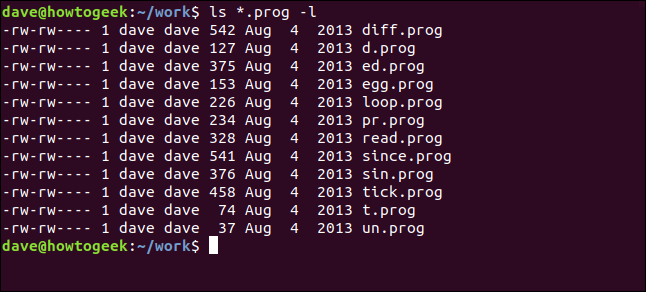 dave@howtogeek:~/work$ ls *.prog -l
-rw-rw---- 1 dave dave 542 Aug  4  2013 diff.prog
-rw-rw---- 1 dave dave 127 Aug  4  2013 d.prog
-rw-rw---- 1 dave dave 375 Aug  4  2013 ed.prog
-rw-rw---- 1 dave dave 153 Aug  4  2013 egg.prog
-rw-rw---- 1 dave dave 226 Aug  4  2013 loop.prog
-rw-rw---- 1 dave dave 234 Aug  4  2013 pr.prog
-rw-rw---- 1 dave dave 328 Aug  4  2013 read.prog
-rw-rw---- 1 dave dave 541 Aug  4  2013 since.prog
-rw-rw---- 1 dave dave 376 Aug  4  2013 sin.prog
-rw-rw---- 1 dave dave 458 Aug  4  2013 tick.prog
-rw-rw---- 1 dave dave  74 Aug  4  2013 t.prog
-rw-rw---- 1 dave dave  37 Aug  4  2013 un.prog
dave@howtogeek:~/work$